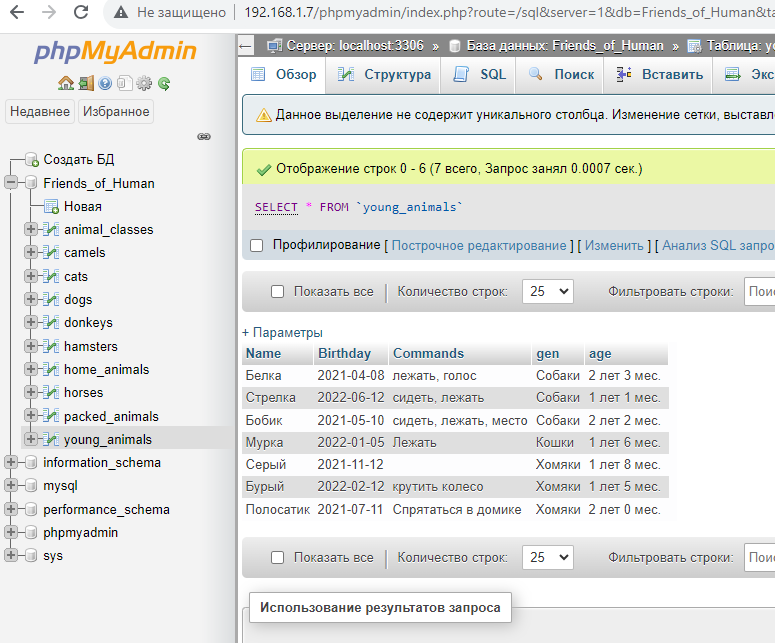 Не защищено 192.168.1.7/phpmyadmin/index.php?route=/sql&server=1&db=Friends_of_Human&ta
phpMyAdmin
Недавнее Избранное
Создать БД
Friends_of_Human
Новая
animal_classes
camels
cats
dogs
donkeys
hamsters
home_animals
horses
packed_animals
young_animals
information_schema
mysql
performance_schema
phpmyadmin
sys
Сервер: localhost:3306 » База данных: Friends_of_Human » Таблица: yo
Обзор Структура SQL Поиск Вставить Экс
Данное выделение не содержит уникального столбца. Изменение сетки, выставл
Отображение строк 0 - 6 (7 всего, Запрос занял 0.0007 сек.)
SELECT * FROM `young_animals`
Профилирование [ Построчное редактирование ] [ Изменить ] [ Анализ SQL запро
Показать все Количество строк: 25 Фильтровать строки: Пои
+ Параметры
Name Birthday Commands gen age
Белка 2021-04-08 лежать, голос Собаки 2 лет 3 мес.
Стрелка 2022-06-12 сидеть, лежать Собаки 1 лет 1 мес.
Бобик 2021-05-10 сидеть, лежать, место Собаки 2 лет 2 мес.
Мурка 2022-01-05 Лежать Кошки 1 лет 6 мес.
Серый 2021-11-12 Хомяки 1 лет 8 мес.
Бурый 2022-02-12 крутить колесо Хомяки 1 лет 5 мес.
Полосатик 2021-07-11 Спрятаться в домике Хомяки 2 лет 0 мес.
Показать все Количество строк: 25 Фильтровать строки: Пои
Использование результатов запроса